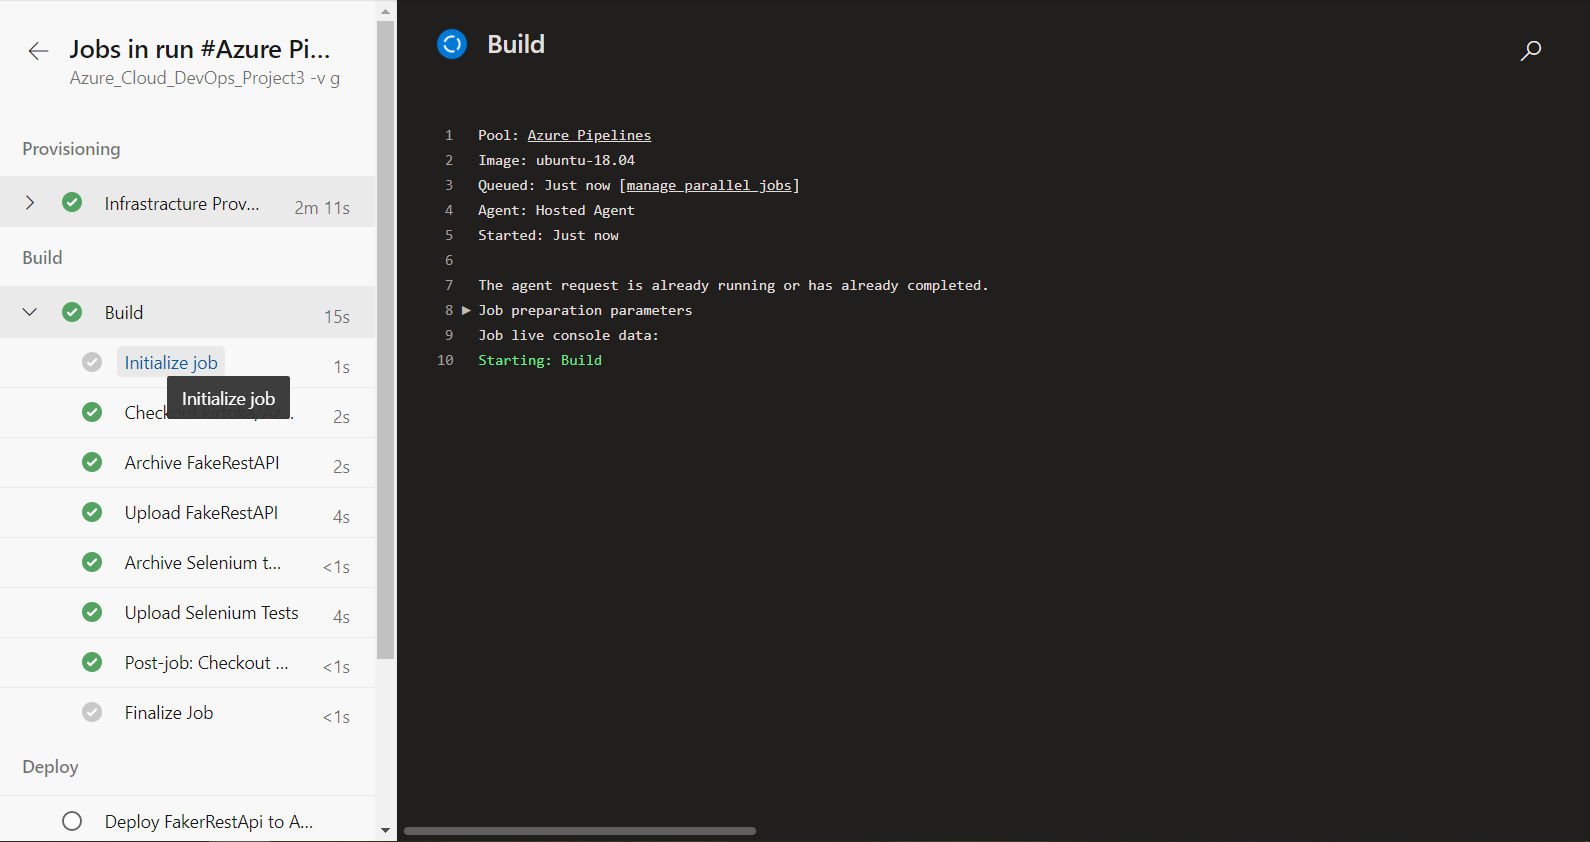 Jobs in run #Azure Pi...
Azure_Cloud_DevOps_Project3 -v g
Provisioning
Infrastracture Prov... 2m 11s
Build
Build 15s
Initialize job 1s
Initialize job
Check 2s
Archive FakeRestAPI 2s
Upload FakeRestAPI 4s
Archive Selenium t... <1s
Upload Selenium Tests 4s
Post-job: Checkout ... <1s
Finalize Job <1s
Deploy
Deploy FakerRestApi to A...
Build
1 Pool: Azure Pipelines
2 Image: ubuntu-18.04
3 Queued: Just now [manage parallel jobs]
4 Agent: Hosted Agent
5 Started: Just now
6
7 The agent request is already running or has already completed.
8 ▶ Job preparation parameters
9 Job live console data:
10 Starting: Build